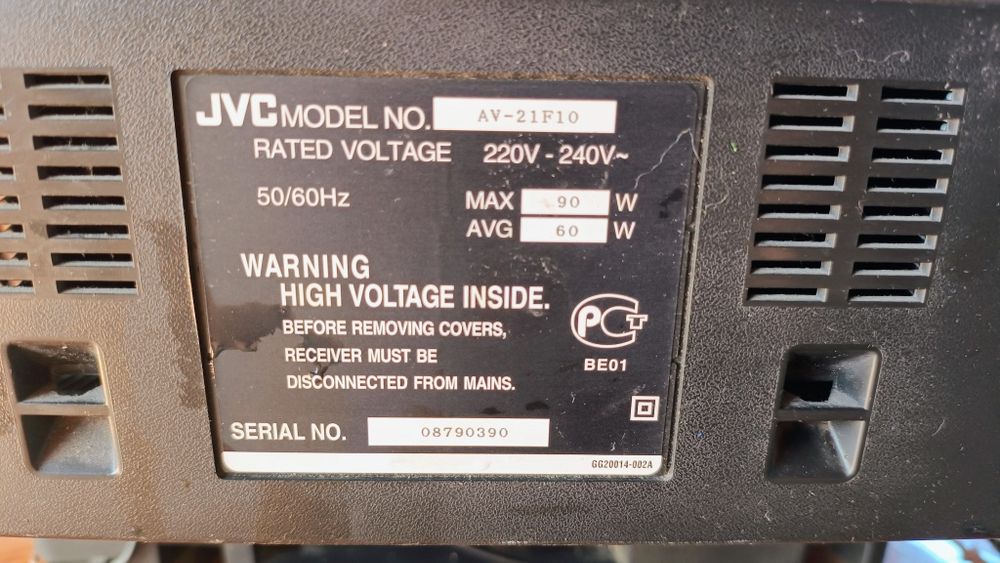 JVC MODEL NO. AV-21F10
RATED VOLTAGE 220V - 240V~
50/60Hz MAX 90 W
AVG 60 W
WARNING
HIGH VOLTAGE INSIDE.
BEFORE REMOVING COVERS,
RECEIVER MUST BE
DISCONNECTED FROM MAINS.
PCT
BE01
SERIAL NO. 08790390
GG20014-002A